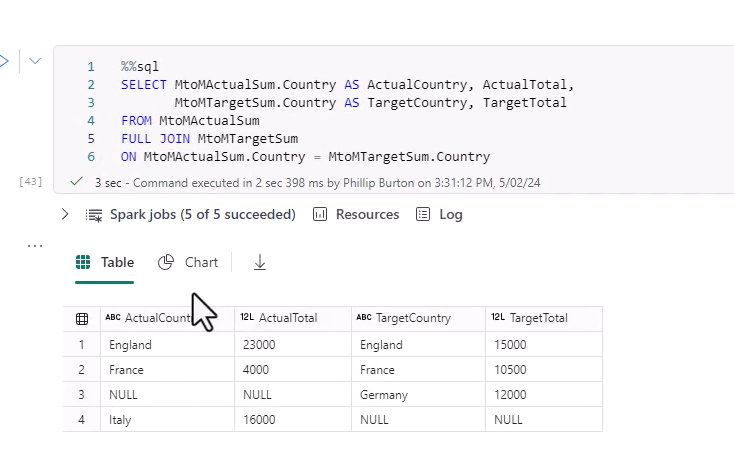 1 %%sql
2 SELECT MtoMActualSum.Country AS ActualCountry, ActualTotal,
3 MtoMTargetSum.Country AS TargetCountry, TargetTotal
4 FROM MtoMActualSum
5 FULL JOIN MtoMTargetSum
6 ON MtoMActualSum.Country = MtoMTargetSum.Country
[43] 3 sec - Command executed in 2 sec 398 ms by Phillip Burton on 3:31:12 PM, 5/02/24
Spark jobs (5 of 5 succeeded) Resources Log
...
Table Chart
ABC ActualCount 12L ActualTotal ABC TargetCountry 12L TargetTotal
1 England 23000 England 15000
2 France 4000 France 10500
3 NULL NULL Germany 12000
4 Italy 16000 NULL NULL